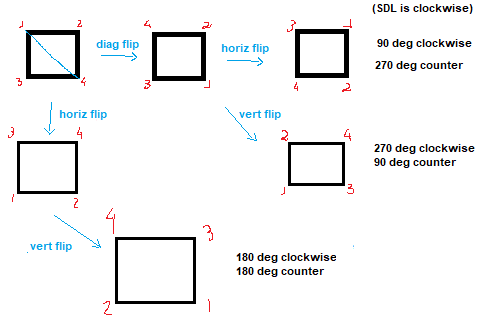 (SDL is clockwise)
1 2
diag flip
4 2
horiz flip
3 1
90 deg clockwise
270 deg counter
3 4
3 1
4 2
horiz flip
vert flip
3 4
2 4
270 deg clockwise
90 deg counter
1 2
1 3
4 3
vert flip
180 deg clockwise
180 deg counter
2 1